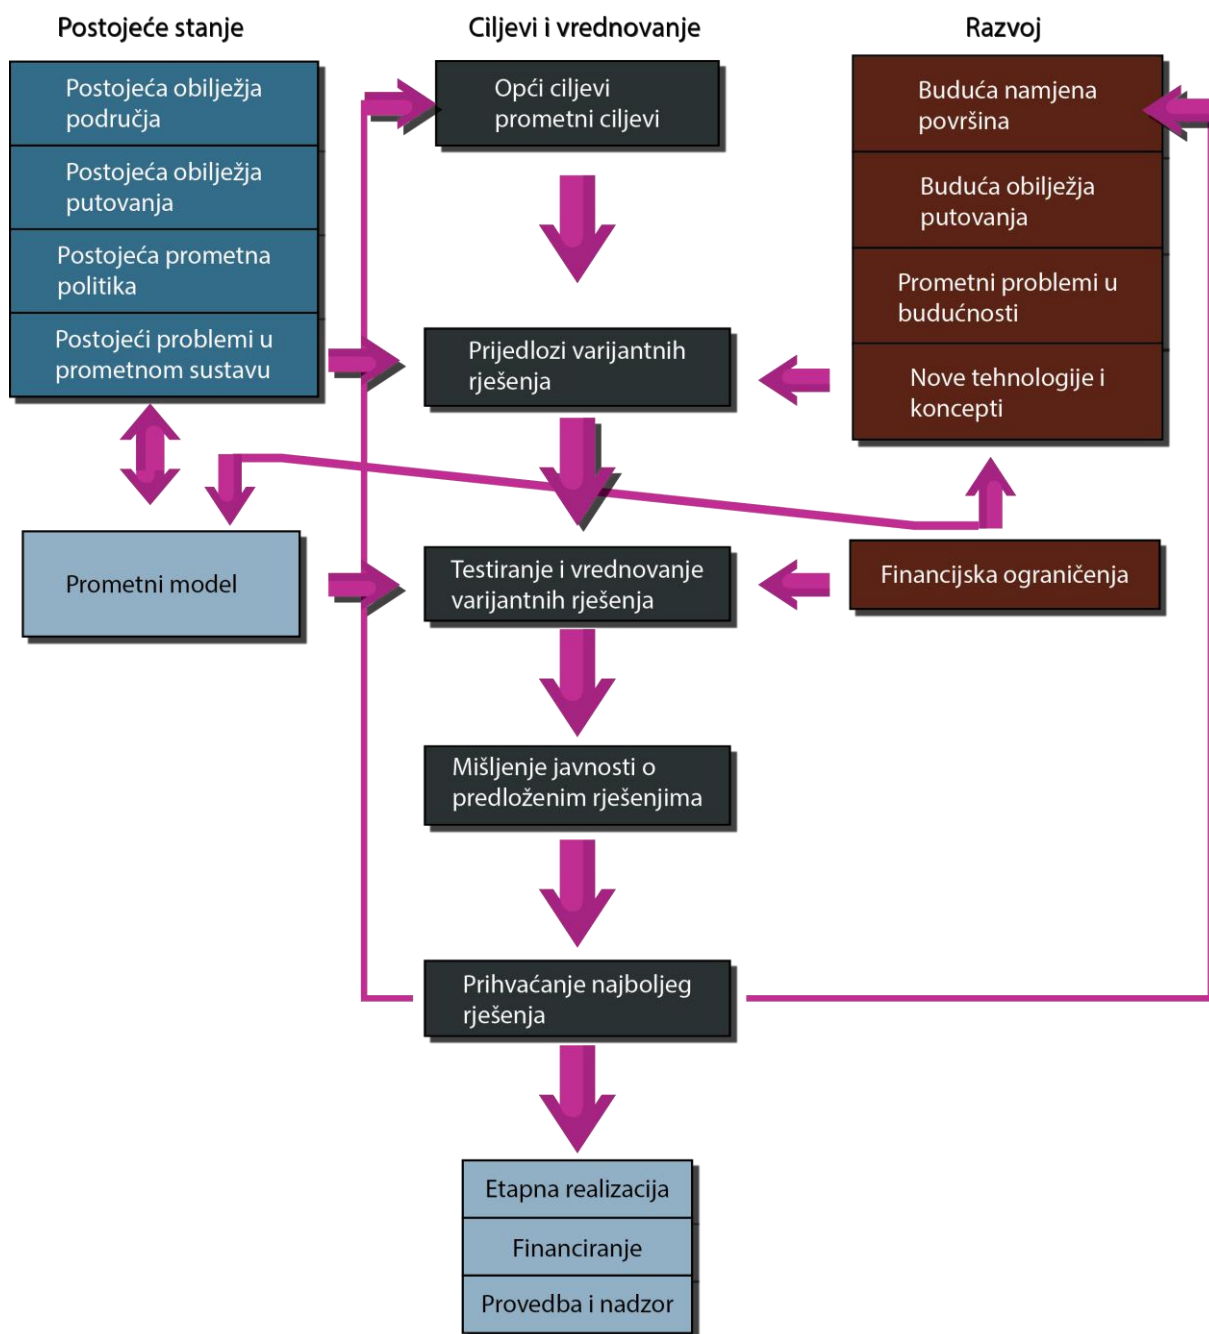 Postojeće stanje
Postojeća obilježja
područja
Postojeća obilježja
putovanja
Postojeća prometna
politika
Postojeći problemi u
prometnom sustavu
Prometni model
Ciljevi i vrednovanje
Opći ciljevi
prometni ciljevi
Prijedlozi varijantnih
rješenja
Testiranje i vrednovanje
varijantnih rješenja
Mišljenje javnosti o
predloženim rješenjima
Prihvaćanje najboljeg
rješenja
Etapna realizacija
Financiranje
Provedba i nadzor
Razvoj
Buduća namjena
površina
Buduća obilježja
putovanja
Prometni problemi u
budućnosti
Nove tehnologije i
koncepti
Financijska ograničenja